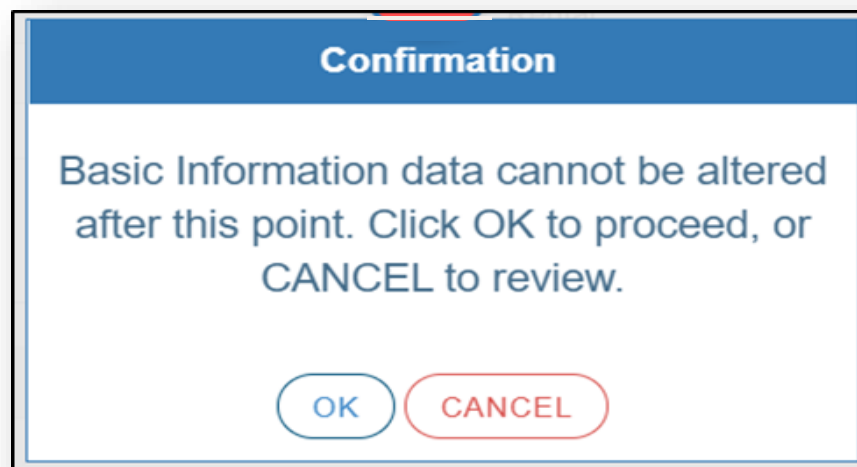 Confirmation
Basic Information data cannot be altered
after this point. Click OK to proceed, or
CANCEL to review.
OK CANCEL